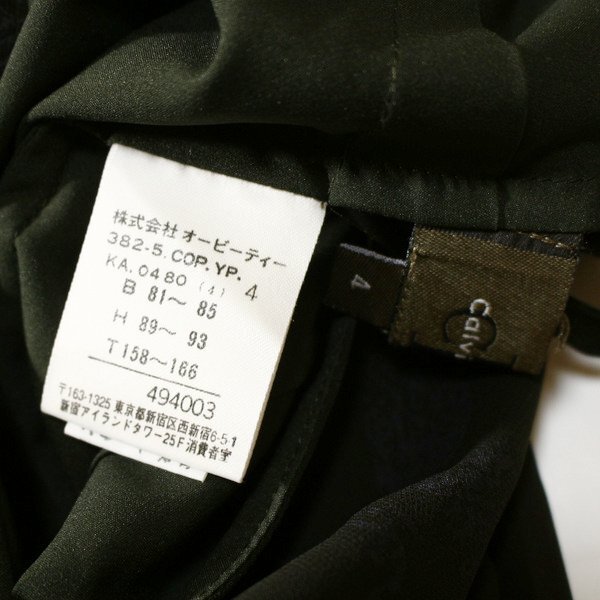 株式会社 オービーティー
382-5.COP.YP.
KA.0480 (4) 4
B 81～ 85
H 89～ 93
T158～166
494003
〒163-1325 東京都新宿区西新宿6-5-1
新宿アイランドタワー25F 消費者室
4